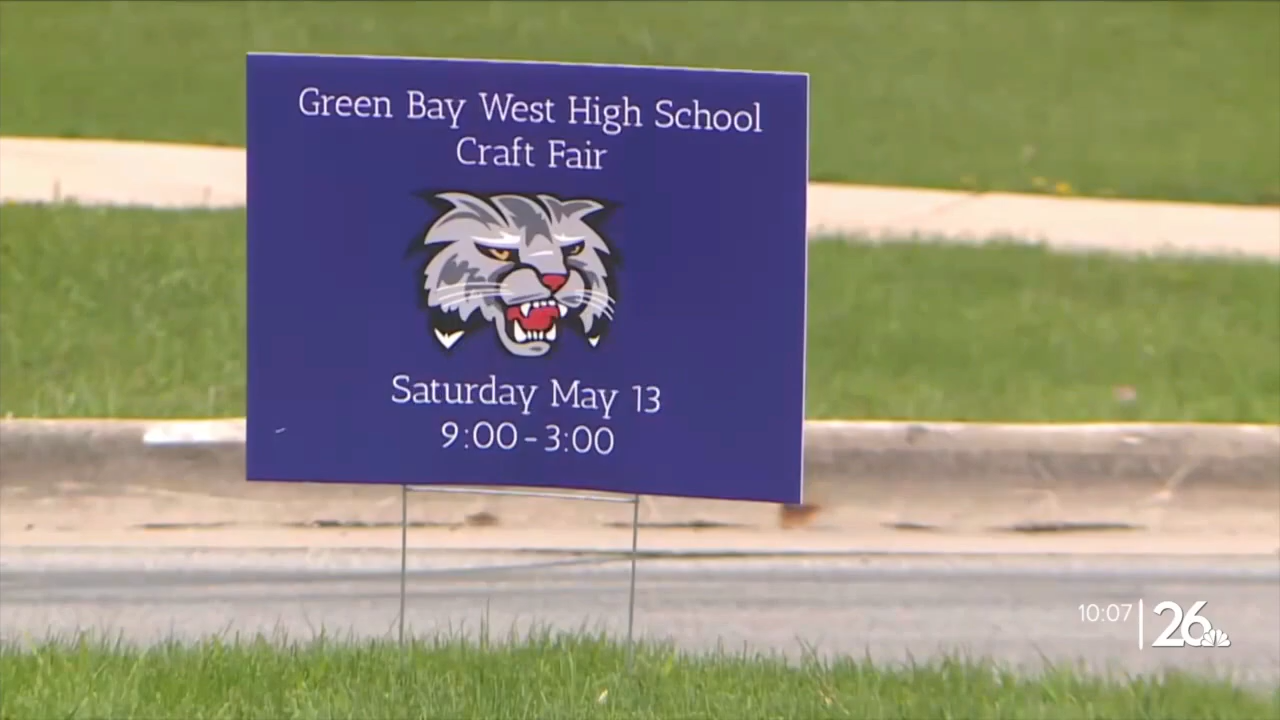 Green Bay West High School
Craft Fair
Saturday May 13
9:00-3:00
10:07
26